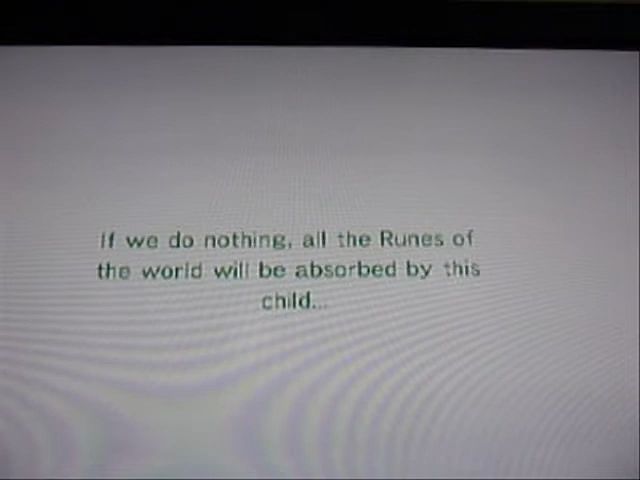 If we do nothing, all the Runes of
the world will be absorbed by this
child...